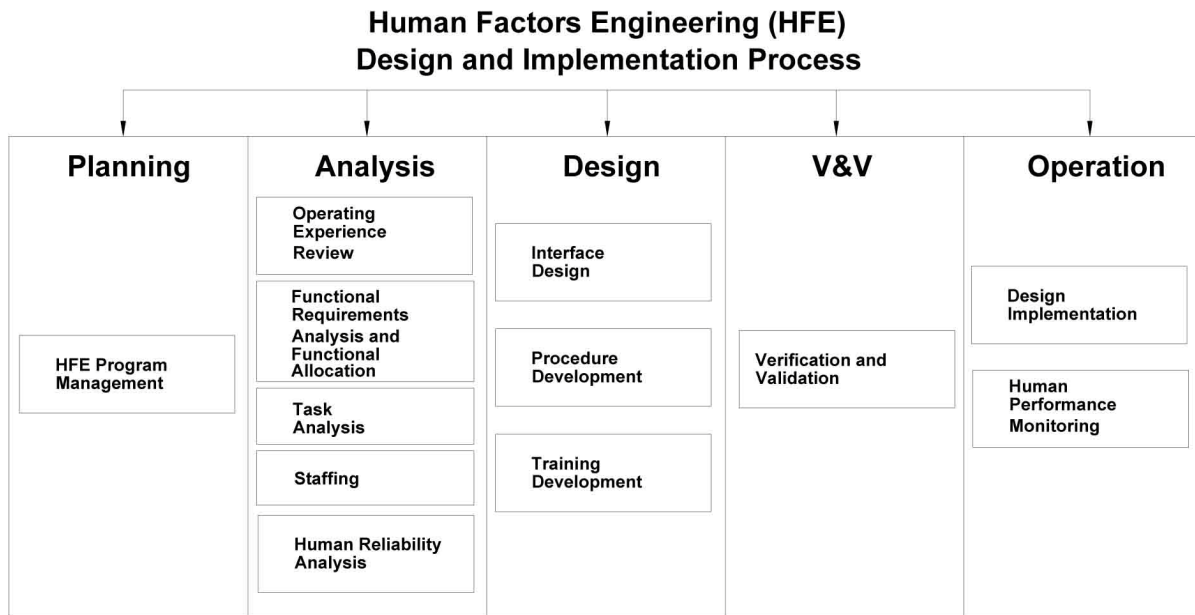 Human Factors Engineering (HFE)
Design and Implementation Process
Planning
HFE Program
Management
Analysis
Operating
Experience
Review
Functional
Requirements
Analysis and
Functional
Allocation
Task
Analysis
Staffing
Human Reliability
Analysis
Design
Interface
Design
Procedure
Development
Training
Development
V&V
Verification and
Validation
Operation
Design
Implementation
Human
Performance
Monitoring